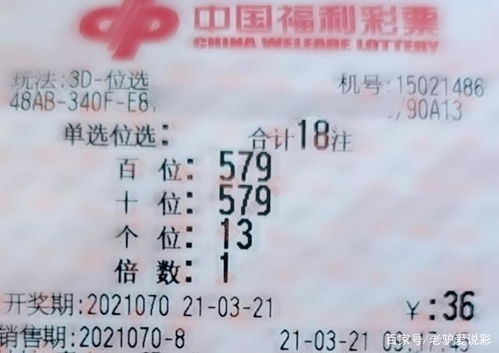 中国福利彩票
CHINA WELFARE LOTTERY
玩法:3D-位选 机号:15021486
48AB-340F-E8 /90A13
单选位选: 合计18注
百 位: 579
十 位: 579
个 位: 13
倍 数: 1
开奖期:2021070 21-03-21 ￥:36
销售期:2021070-8 21-03-21
百家号/老驴爱说彩